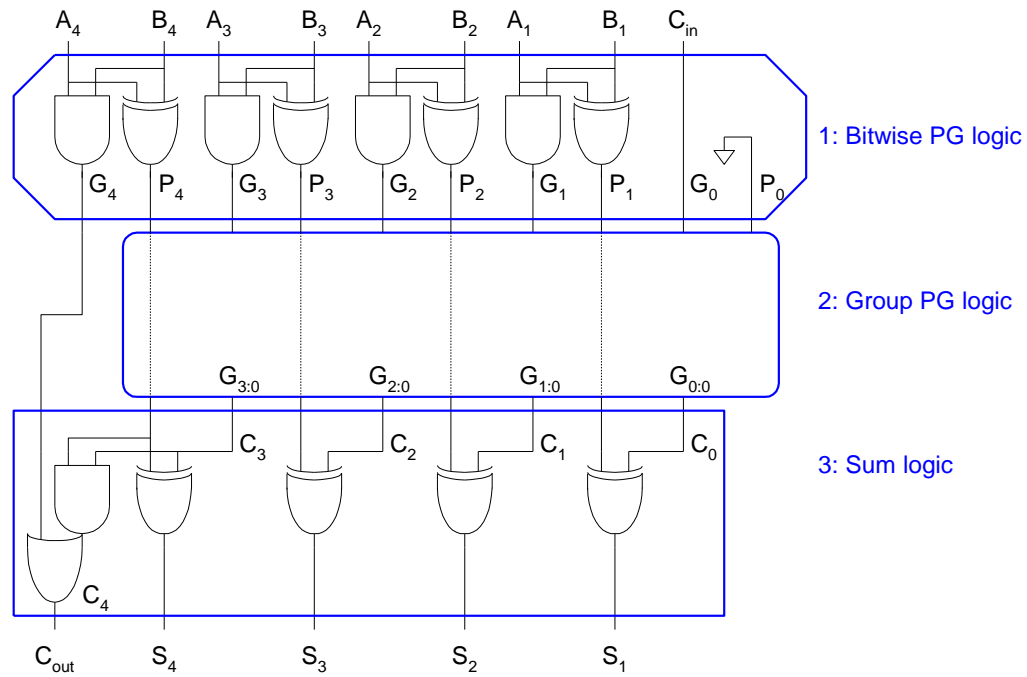 A4 B4 A3 B3 A2 B2 A1 B1 Cin
1: Bitwise PG logic
G4 P4 G3 P3 G2 P2 G1 P1 G0 P0
2: Group PG logic
G3:0 G2:0 G1:0 G0:0
C3 C2 C1 C0
3: Sum logic
C4
Cout S4 S3 S2 S1